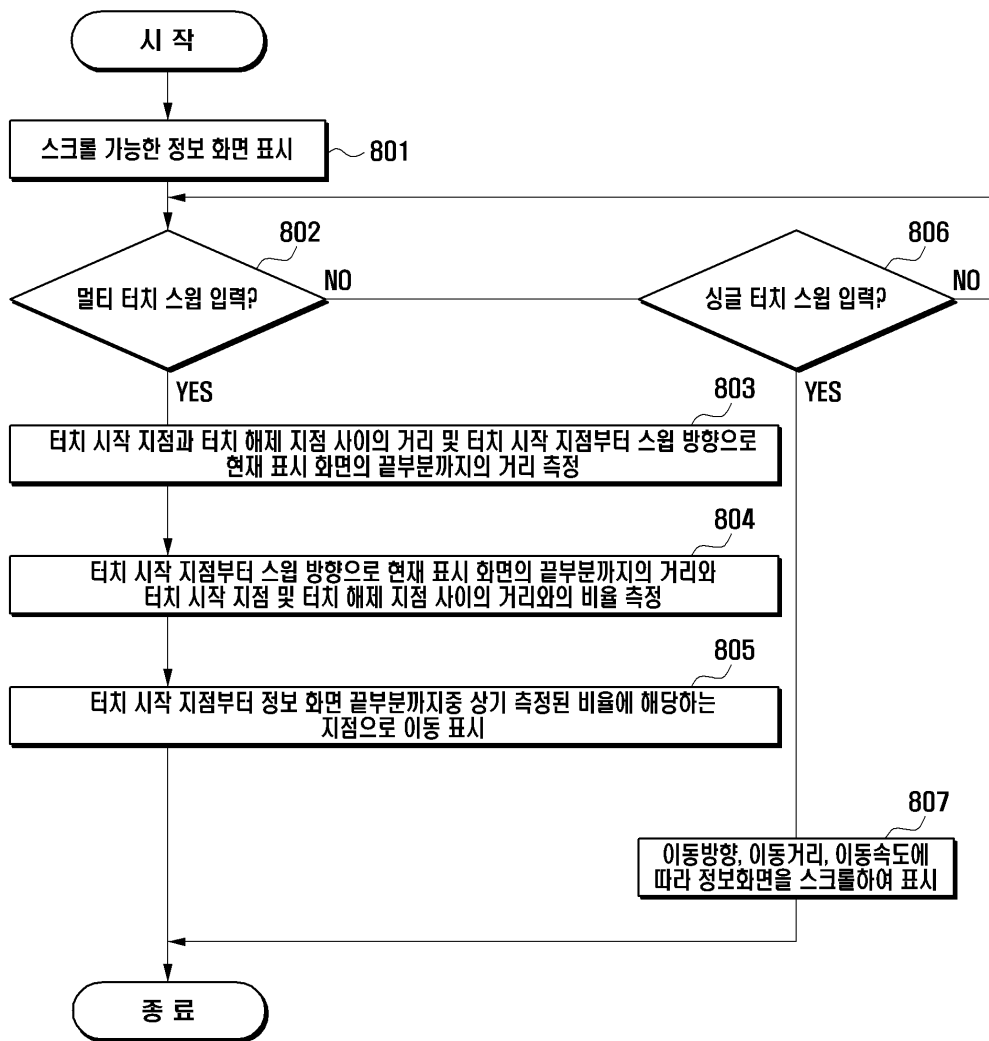 시 작
스크롤 가능한 정보 화면 표시
801
802
멀티 터치 스윕 입력?
NO
YES
806
싱글 터치 스윕 입력?
NO
YES
803
터치 시작 지점과 터치 해제 지점 사이의 거리 및 터치 시작 지점부터 스윕 방향으로
현재 표시 화면의 끝부분까지의 거리 측정
804
터치 시작 지점부터 스윕 방향으로 현재 표시 화면의 끝부분까지의 거리와
터치 시작 지점 및 터치 해제 지점 사이의 거리와의 비율 측정
805
터치 시작 지점부터 정보 화면 끝부분까지중 상기 측정된 비율에 해당하는
지점으로 이동 표시
807
이동방향, 이동거리, 이동속도에
따라 정보화면을 스크롤하여 표시
종 료